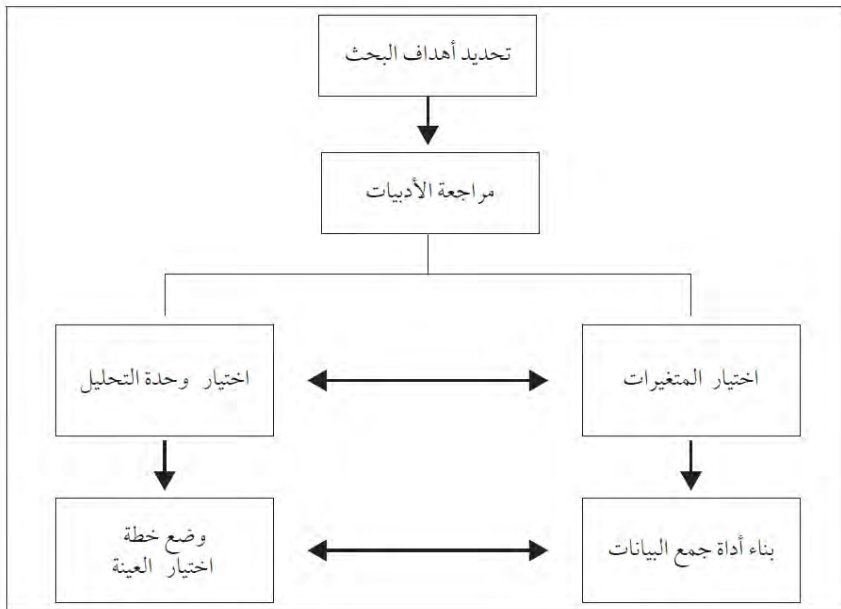 تحديد أهداف البحث
مراجعة الأدبيات
اختيار المتغيرات
اختيار وحدة التحليل
بناء أداة جمع البيانات
وضع خطة
اختيار العينة